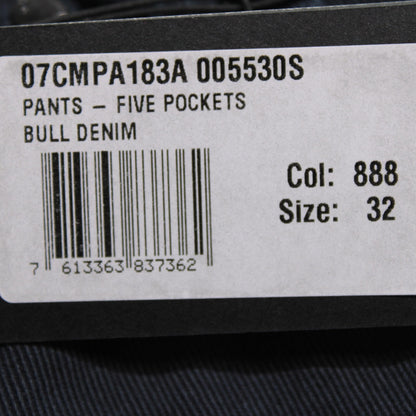 07CMPA183A 005530S
PANTS – FIVE POCKETS
BULL DENIM
Col: 888
Size: 32
7 613363 837362